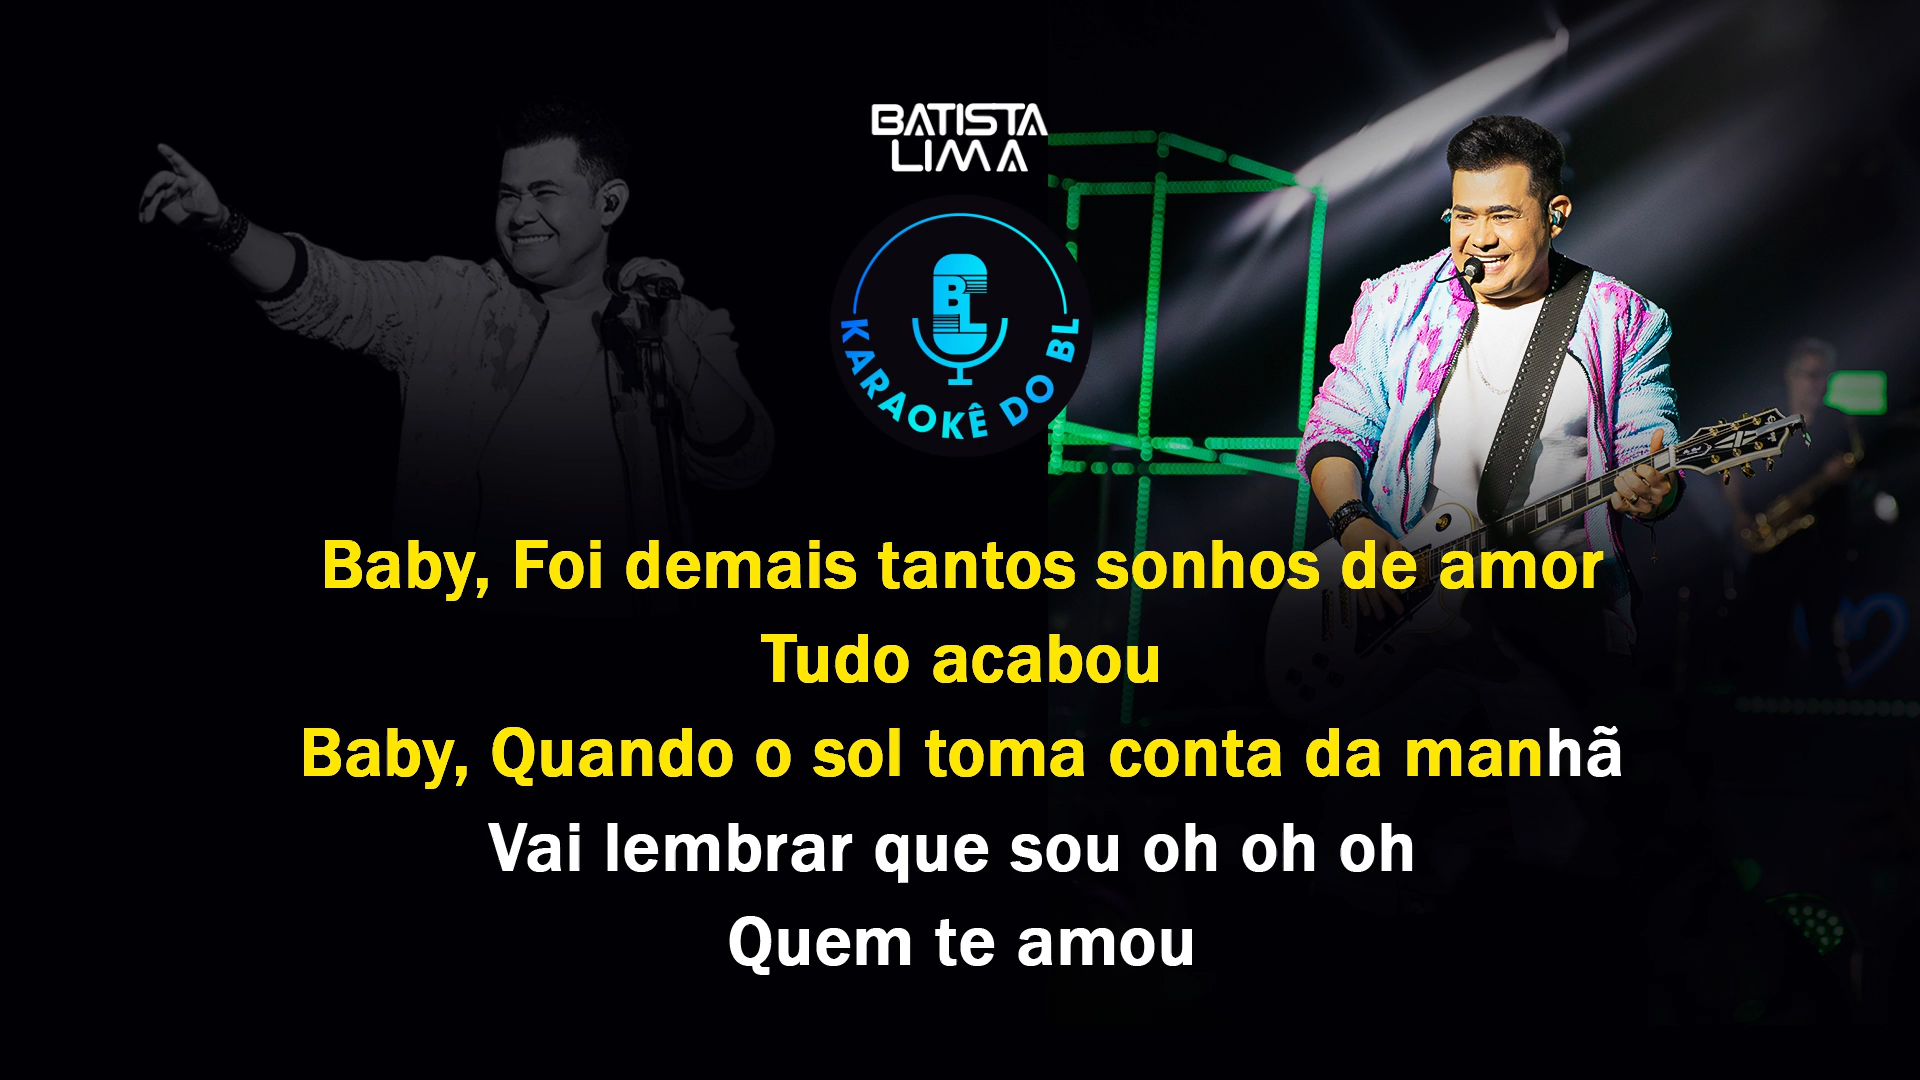 BATISTA
LIMA
BL
KARAOKÊ DO BL
Baby, Foi demais tantos sonhos de amor
Tudo acabou
Baby, Quando o sol toma conta da manhã
Vai lembrar que sou oh oh oh
Quem te amou